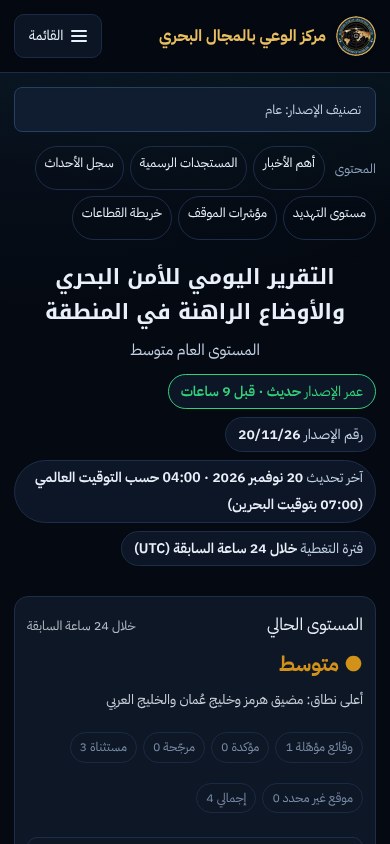 مركز الوعي بالمجال البحري
القائمة
تصنيف الإصدار: عام
المحتوى
أهم الأخبار
المستجدات الرسمية
سجل الأحداث
مستوى التهديد
مؤشرات الموقف
خريطة القطاعات
التقرير اليومي للأمن البحري
والأوضاع الراهنة في المنطقة
المستوى العام متوسط
عمر الإصدار حديث · قبل 9 ساعات
رقم الإصدار 20/11/26
آخر تحديث 20 نوفمبر 2026 · 04:00 حسب التوقيت العالمي
(07:00 بتوقيت البحرين)
فترة التغطية خلال 24 ساعة السابقة (UTC)
المستوى الحالي
خلال 24 ساعة السابقة
متوسط
أعلى نطاق: مضيق هرمز وخليج عُمان والخليج العربي
وقائع مؤهّلة 1
مؤكدة 0
مرجّحة 0
مستثناة 3
موقع غير محدد 0
إجمالي 4